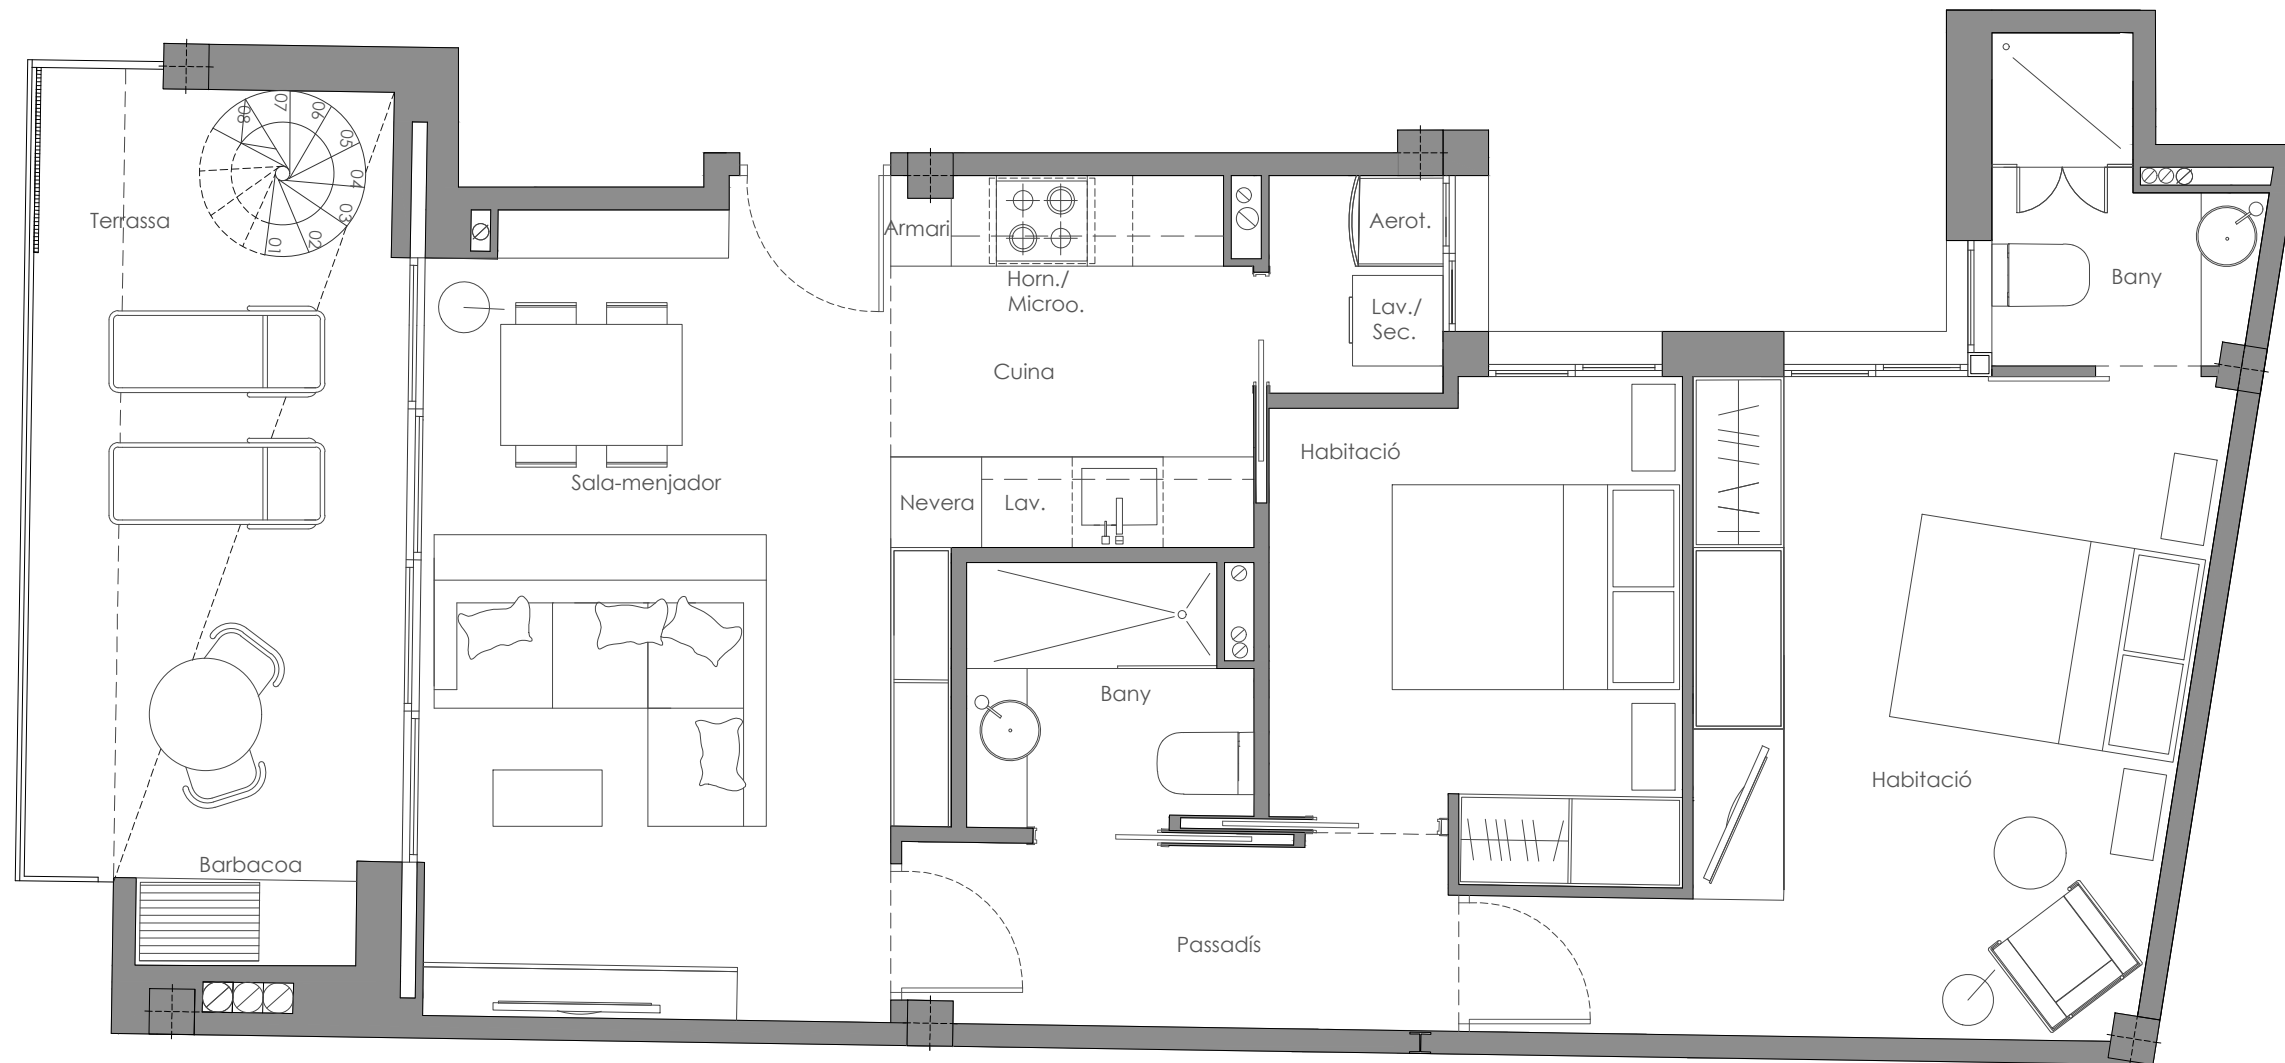 Terrassa
08
07
06
05
04
03
02
01
Armari
Horn./
Microo.
Aerot.
Lav./
Sec.
Bany
Cuina
Habitació
Sala-menjador
Nevera
Lav.
Bany
Habitació
Barbacoa
Passadís